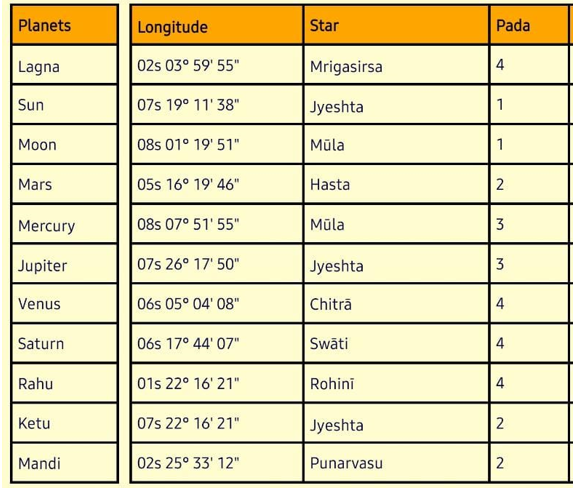 Planets Longitude Star Pada
Lagna 02s 03° 59' 55" Mrigasirsa 4
Sun 07s 19° 11' 38" Jyeshta 1
Moon 08s 01° 19' 51" Mūla 1
Mars 05s 16° 19' 46" Hasta 2
Mercury 08s 07° 51' 55" Mūla 3
Jupiter 07s 26° 17' 50" Jyeshta 3
Venus 06s 05° 04' 08" Chitrā 4
Saturn 06s 17° 44' 07" Swāti 4
Rahu 01s 22° 16' 21" Rohinī 4
Ketu 07s 22° 16' 21" Jyeshta 2
Mandi 02s 25° 33' 12" Punarvasu 2